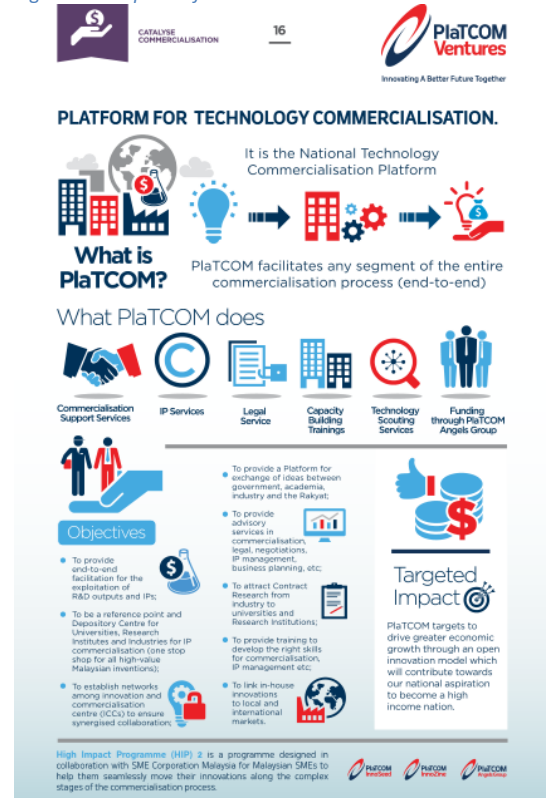 CATALYSE
COMMERCIALISATION
16
PlaTCOM
Ventures
Innovating A Better Future Together
PLATFORM FOR TECHNOLOGY COMMERCIALISATION.
It is the National Technology
Commercialisation Platform
What is
PlaTCOM?
PlaTCOM facilitates any segment of the entire
commercialisation process (end-to-end)
What PlaTCOM does
Commercialisation
Support Services
IP Services
Legal
Service
Capacity
Building
Trainings
Technology
Scouting
Services
Funding
through PlaTCOM
Angels Group
Objectives
To provide
end-to-end
facilitation for the
exploitation of
R&D outputs and IPs;
To be a reference point and
Depository Centre for
Universities, Research
Institutes and Industries for IP
commercialisation (one stop
shop for all high-value
Malaysian inventions);
To establish networks
among innovation and
commercialisation
centre (ICCs) to ensure
synergised collaboration;
To provide a Platform for
exchange of ideas between
government, academia,
industry and the Rakyat;
To provide
advisory
services in
commercialisation,
legal, negotiations,
IP management,
business planning, etc;
To attract Contract
Research from
industry to
universities and
Research Institutions;
To provide training to
develop the right skills
for commercialisation,
IP management etc;
To link in-house
innovations
to local and
international
markets.
Targeted
Impact
PlaTCOM targets to
drive greater economic
growth through an open
innovation model which
will contribute towards
our national aspiration
to become a high
income nation.
High Impact Programme (HIP) 2 is a programme designed in
collaboration with SME Corporation Malaysia for Malaysian SMEs to
help them seamlessly move their innovations along the complex
stages of the commercialisation process.
PlaTCOM
InnoSeed
PlaTCOM
InnoZine
PlaTCOM
AngelsGroup